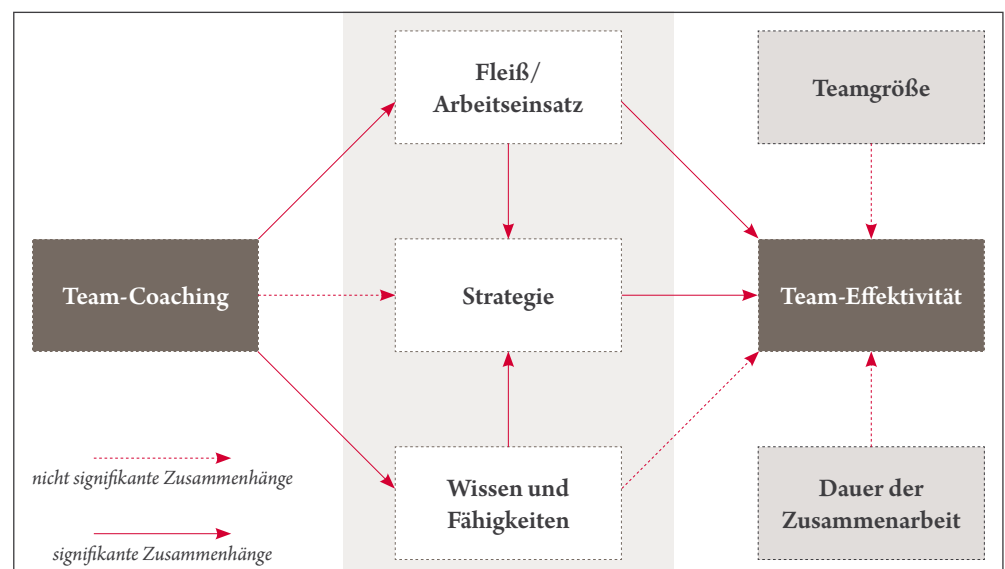 Fleiß/
Arbeitseinsatz
Teamgröße
Team-Coaching
Strategie
Team-Effektivität
nicht signifikante Zusammenhänge
Wissen und
Fähigkeiten
Dauer der
Zusammenarbeit
signifikante Zusammenhänge